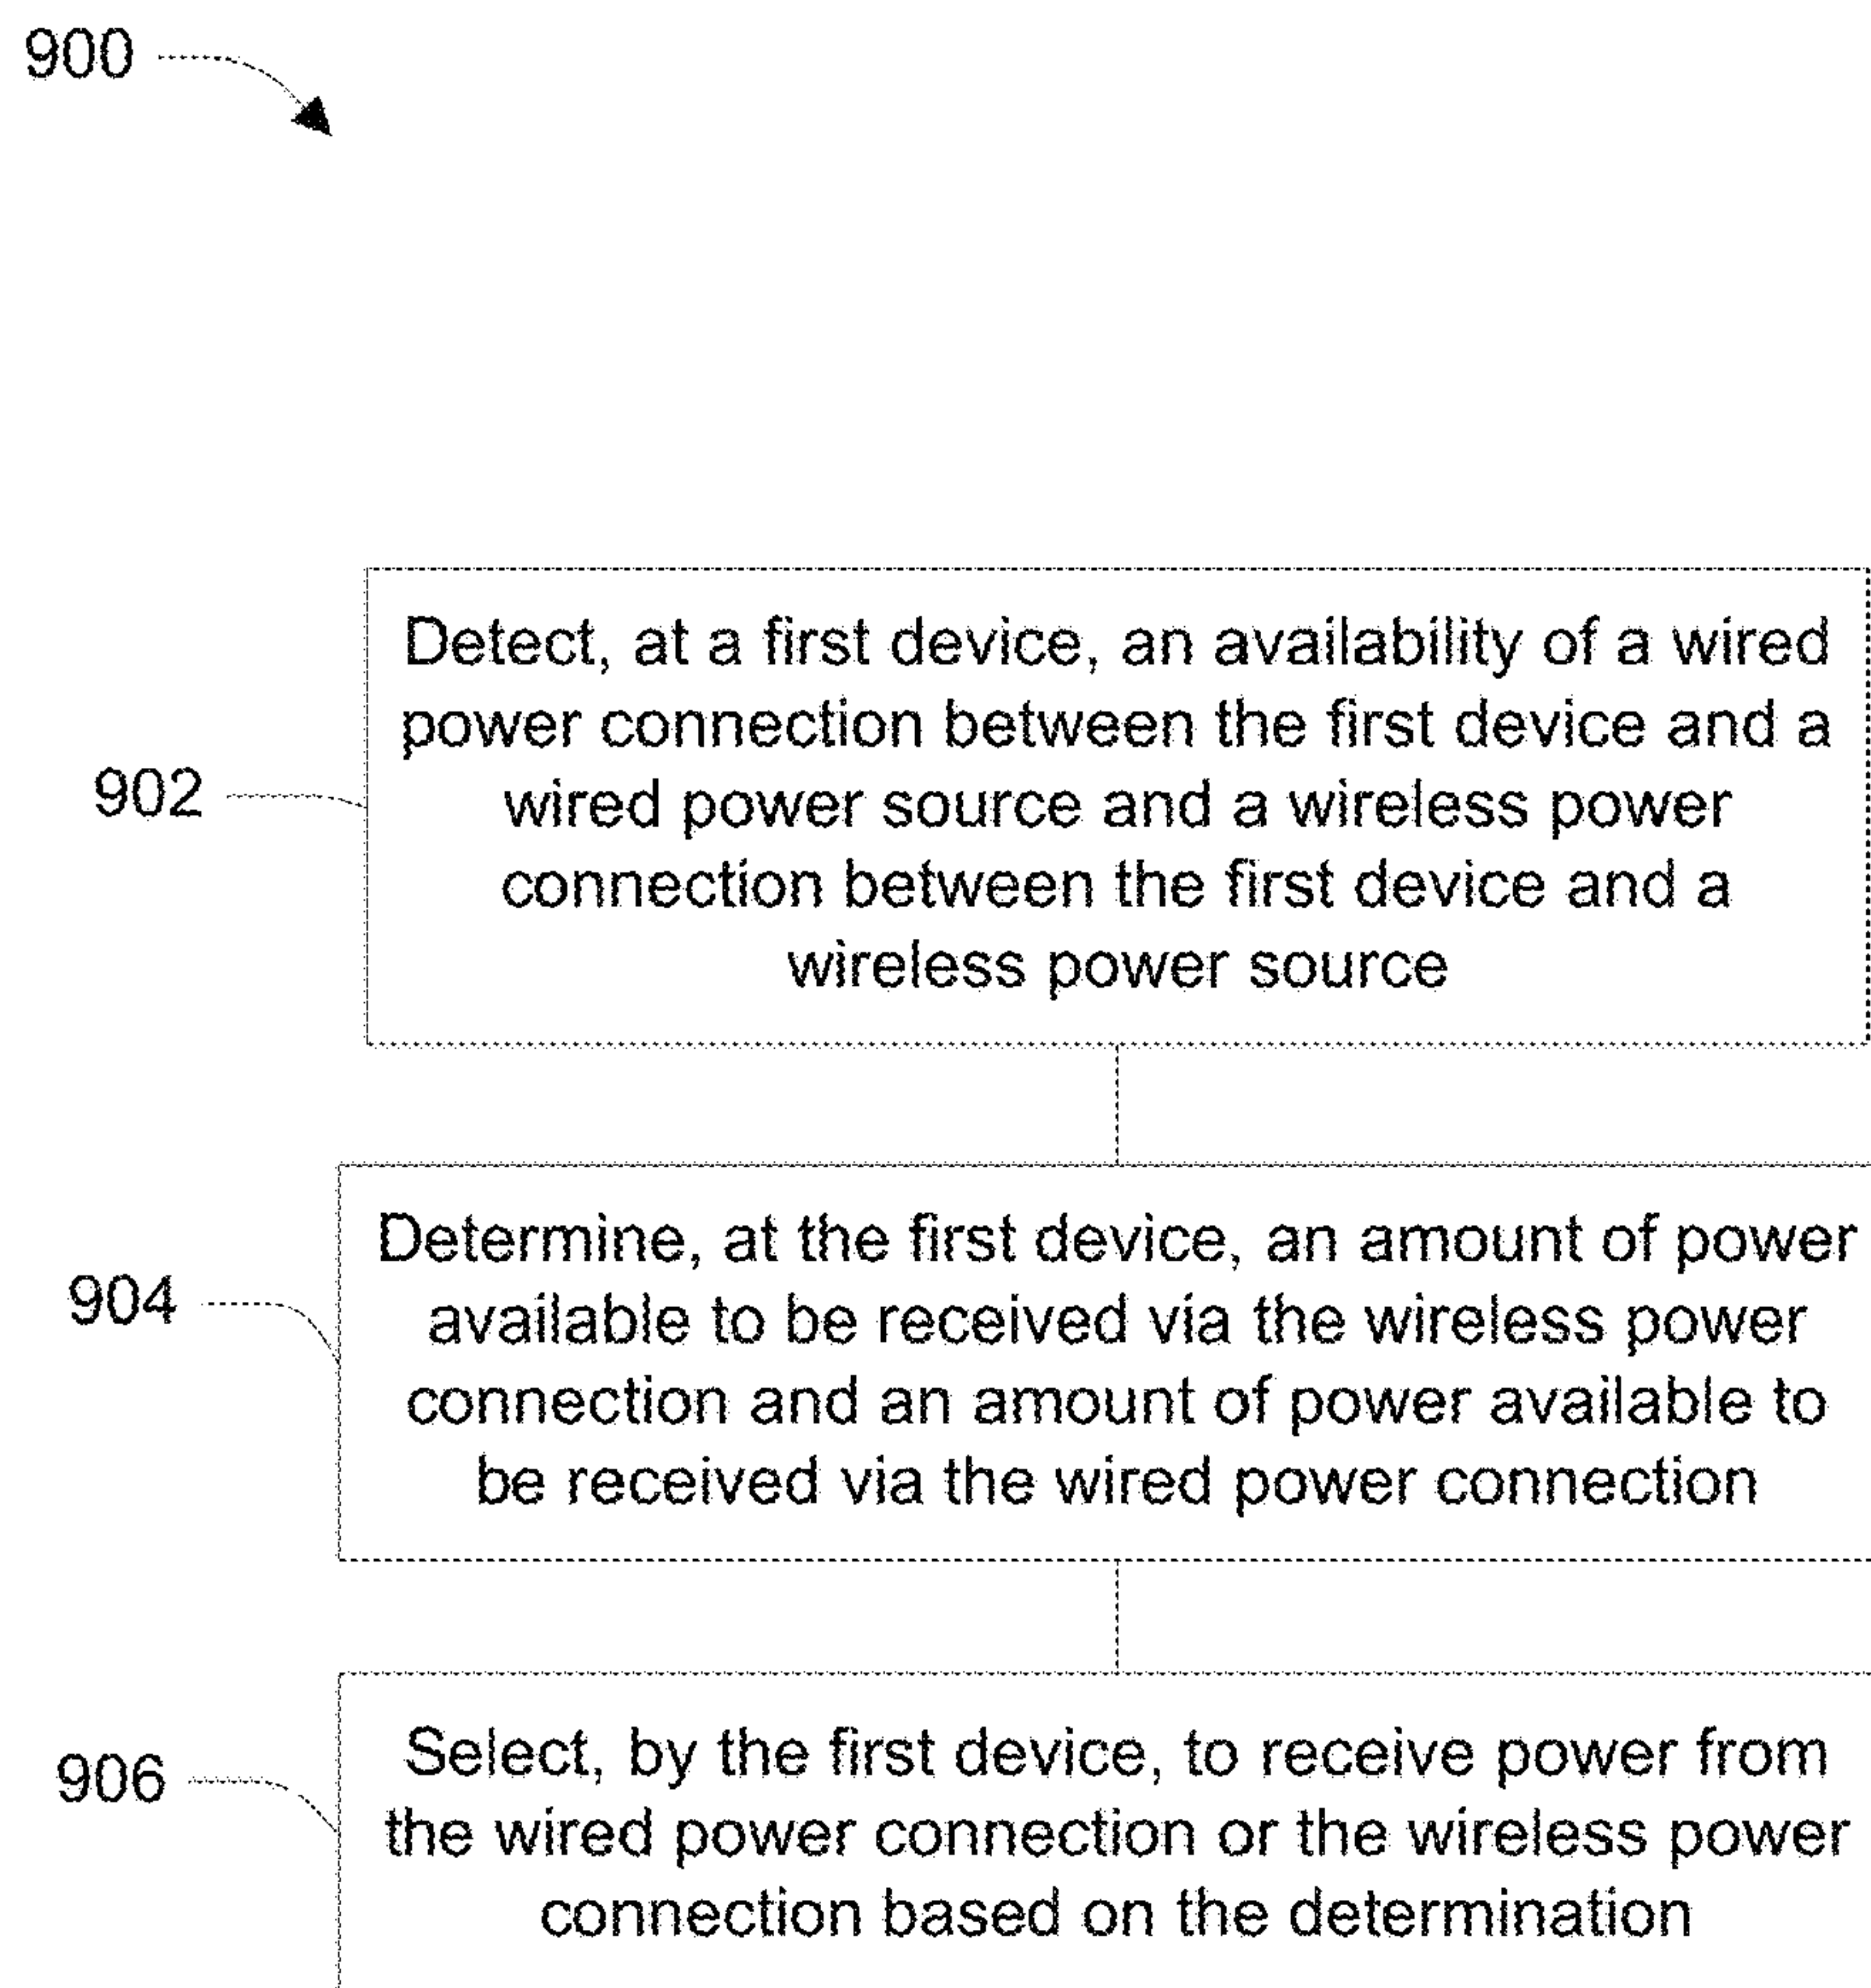 900
Detect, at a first device, an availability of a wired
power connection between the first device and a
wired power source and a wireless power
connection between the first device and a
wireless power source
902
Determine, at the first device, an amount of power
available to be received via the wireless power
connection and an amount of power available to
be received via the wired power connection
904
Select, by the first device, to receive power from
the wired power connection or the wireless power
connection based on the determination
906